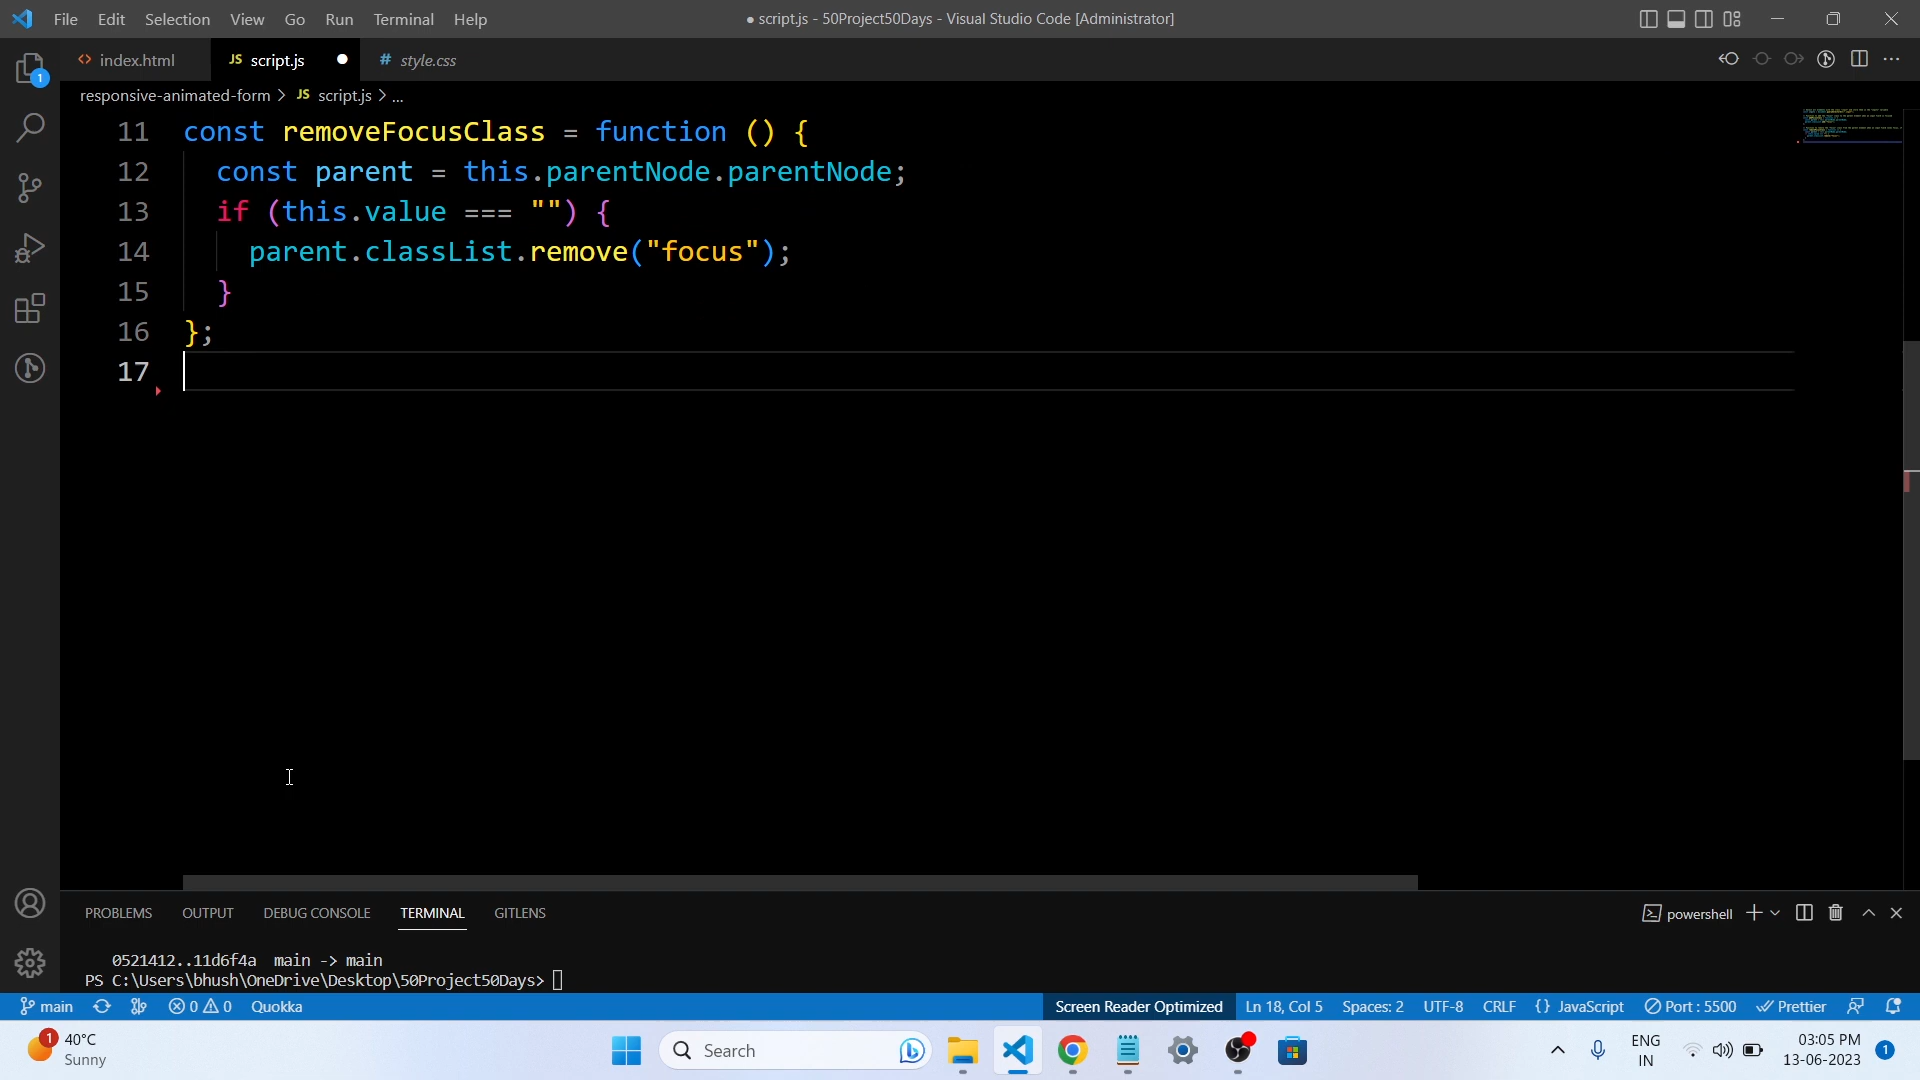 File Edit Selection View Go Run Terminal Help
● script.js - 50Project50Days - Visual Studio Code [Administrator]
1
<> index.html
JS script.js ●
# style.css
responsive-animated-form > JS script.js > ...
11 const removeFocusClass = function () {
12 const parent = this.parentNode.parentNode;
13 if (this.value === "") {
14 parent.classList.remove("focus");
15 }
16 };
17
PROBLEMS OUTPUT DEBUG CONSOLE TERMINAL GITLENS
powershell
0521412..11d6f4a main -> main
PS C:\Users\bhush\OneDrive\Desktop\50Project50Days>
main 0 0 Quokka
Screen Reader Optimized Ln 18, Col 5 Spaces: 2 UTF-8 CRLF {} JavaScript Port : 5500 Prettier
1
40°C
Sunny
Search
ENG
IN
03:05 PM
13-06-2023
1